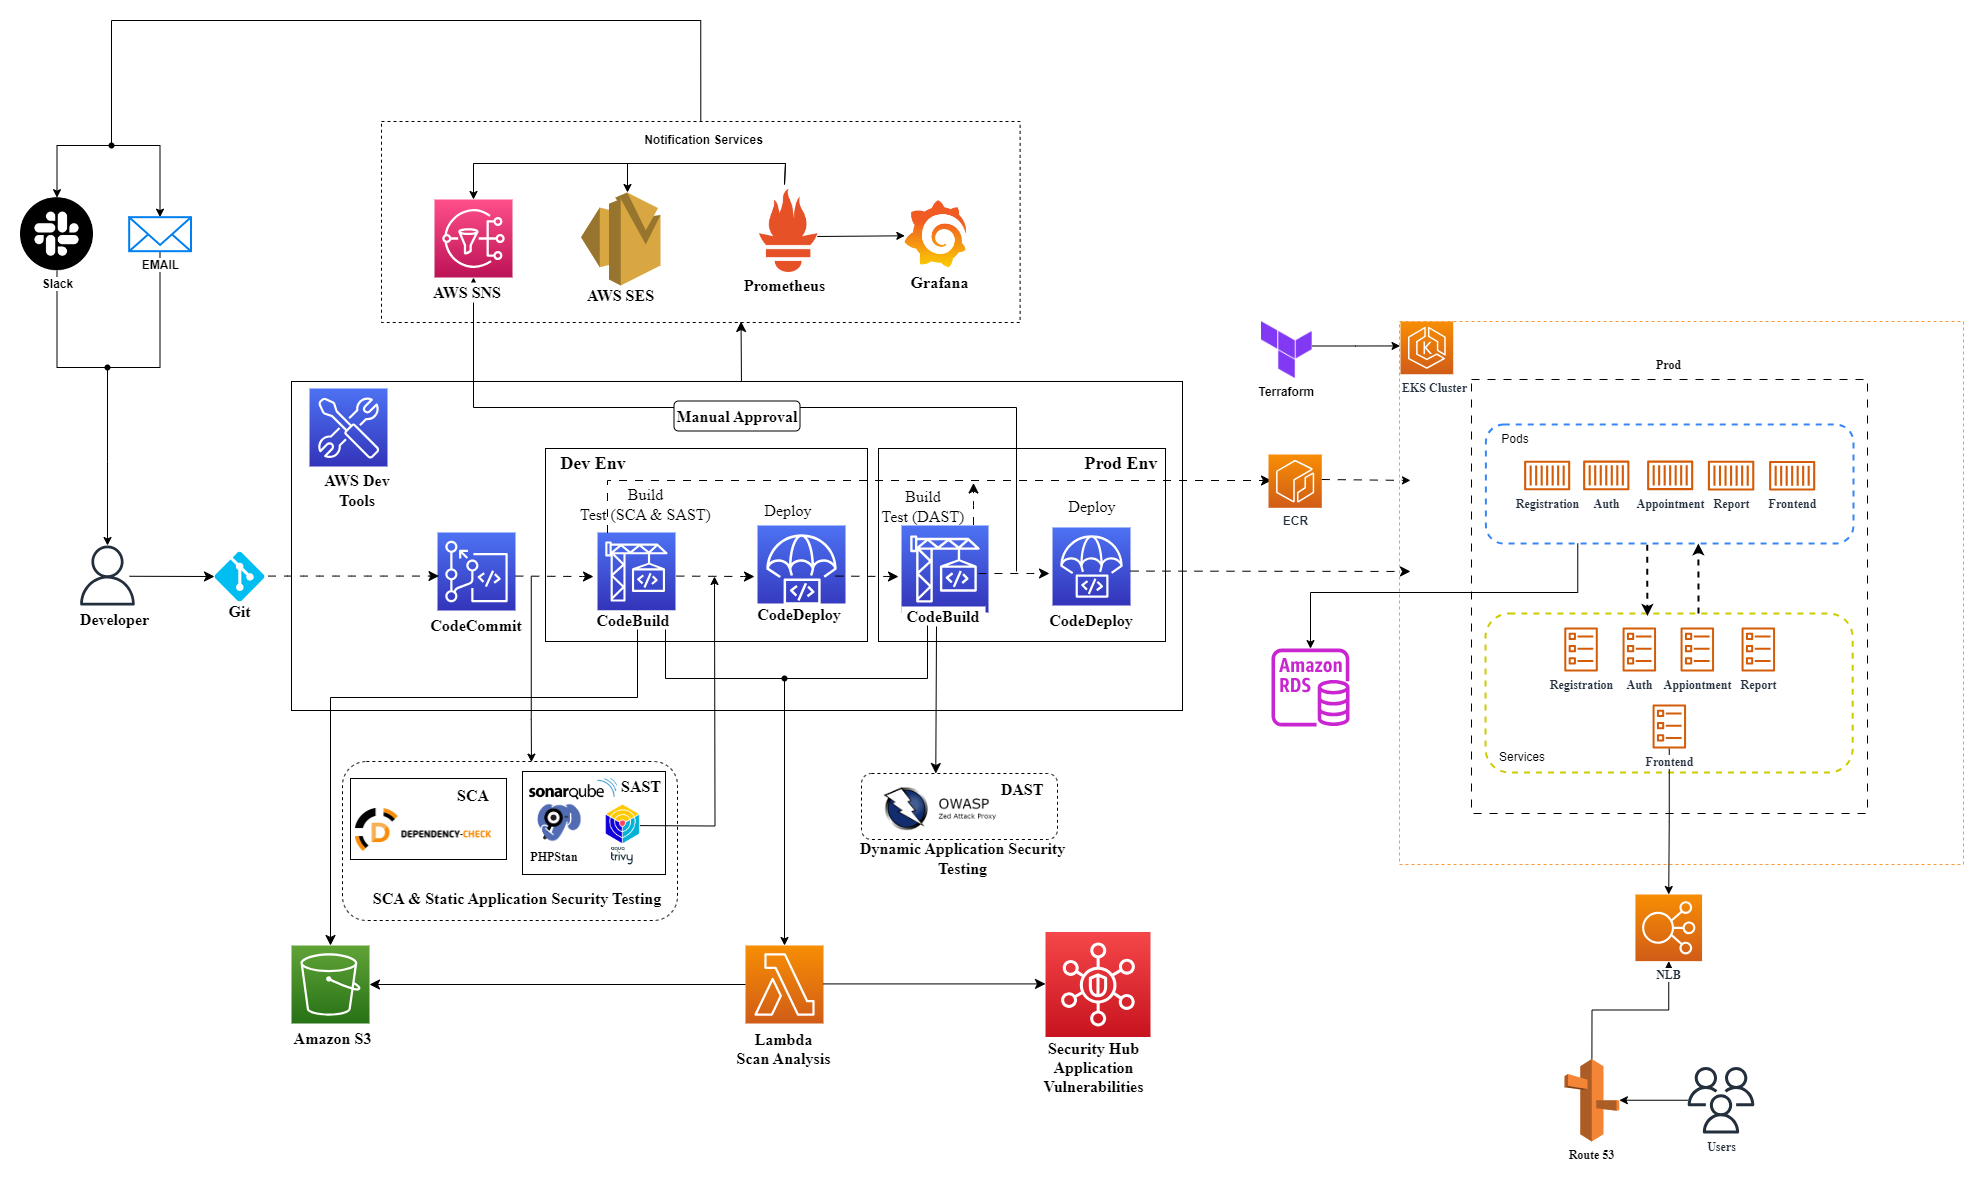 Notification Services
AWS SNS
AWS SES
Prometheus
Grafana
Slack
EMAIL
Terraform
EKS Cluster
Prod
AWS Dev
Tools
Manual Approval
Dev Env
Prod Env
Build
Test (SCA & SAST)
Deploy
Build
Test (DAST)
Deploy
ECR
Pods
Registration
Auth
Appointment
Report
Frontend
Developer
Git
CodeCommit
CodeBuild
CodeDeploy
CodeBuild
CodeDeploy
Amazon
RDS
Registration
Auth
Appiontment
Report
Services
Frontend
SCA
DEPENDENCY-CHECK
sonarqube
SAST
PHPStan
aqua
trivy
SCA & Static Application Security Testing
DAST
OWASP
Zed Attack Proxy
Dynamic Application Security
Testing
Amazon S3
Lambda
Scan Analysis
Security Hub
Application
Vulnerabilities
NLB
Route 53
Users